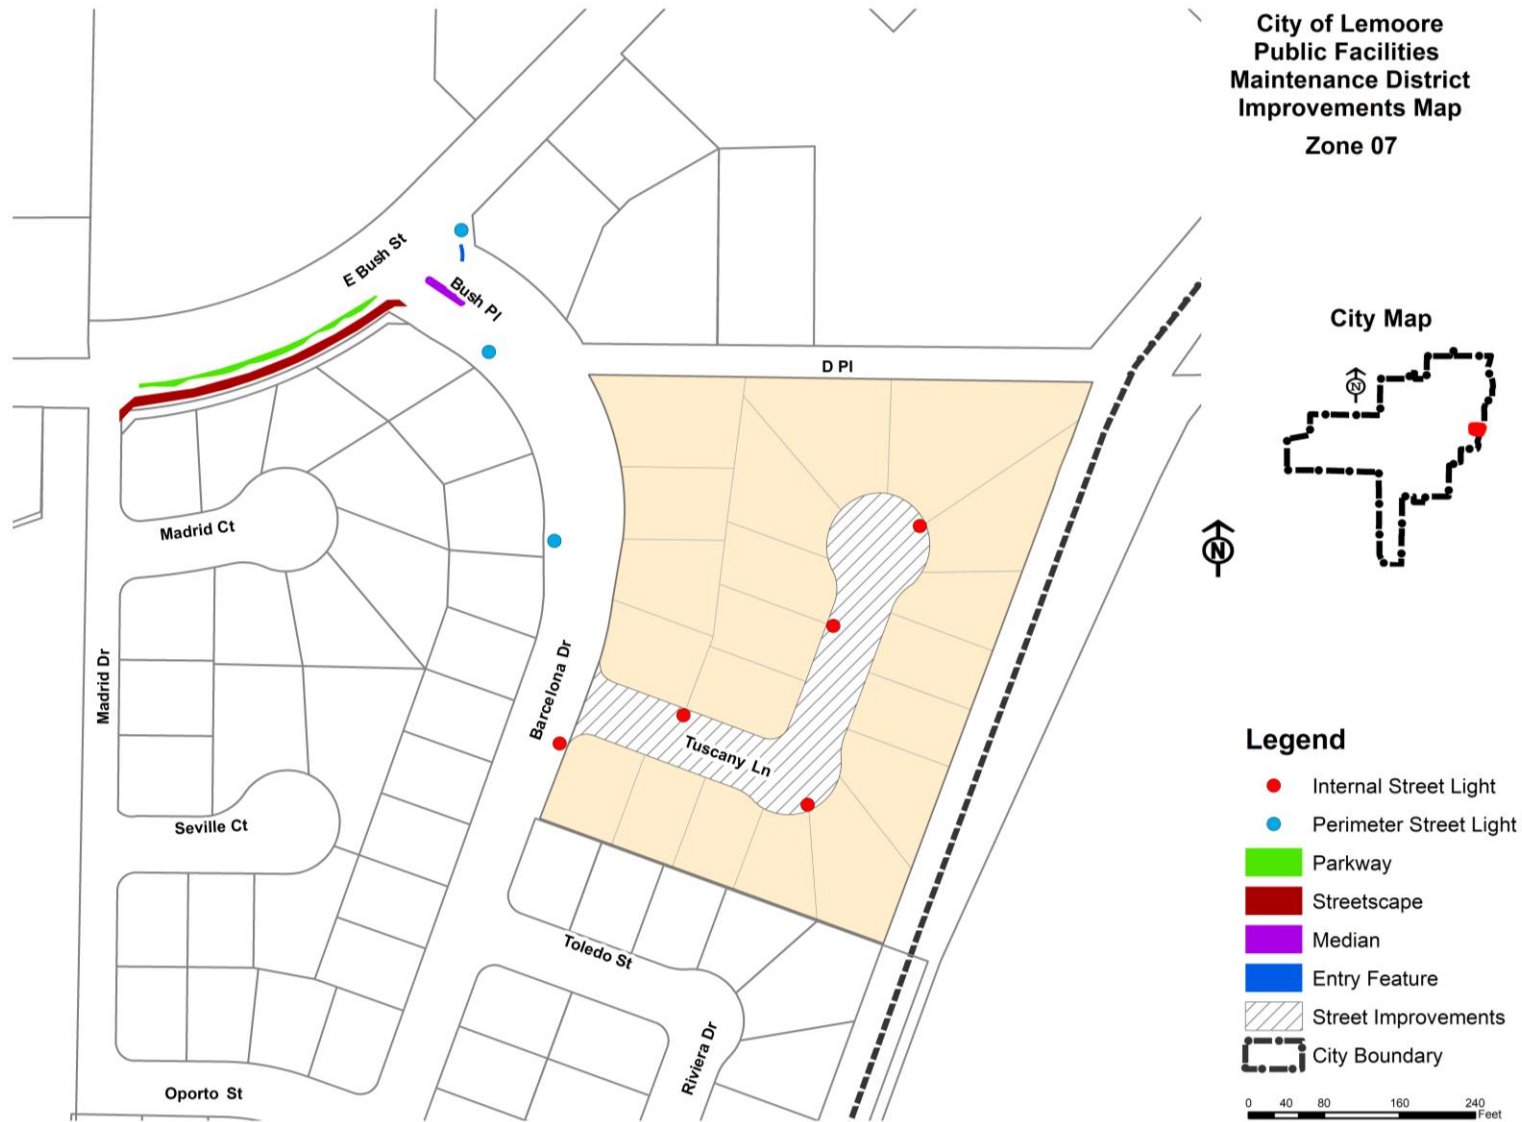 City of Lemoore
Public Facilities
Maintenance District
Improvements Map
Zone 07
E Bush St
Bush Pl
D Pl
City Map
N
N
Madrid Ct
Madrid Dr
Barcelona Dr
Tuscany Ln
Seville Ct
Toledo St
Riviera Dr
Oporto St
Legend
Internal Street Light
Perimeter Street Light
Parkway
Streetscape
Median
Entry Feature
Street Improvements
City Boundary
0 40 80 160 240
Feet